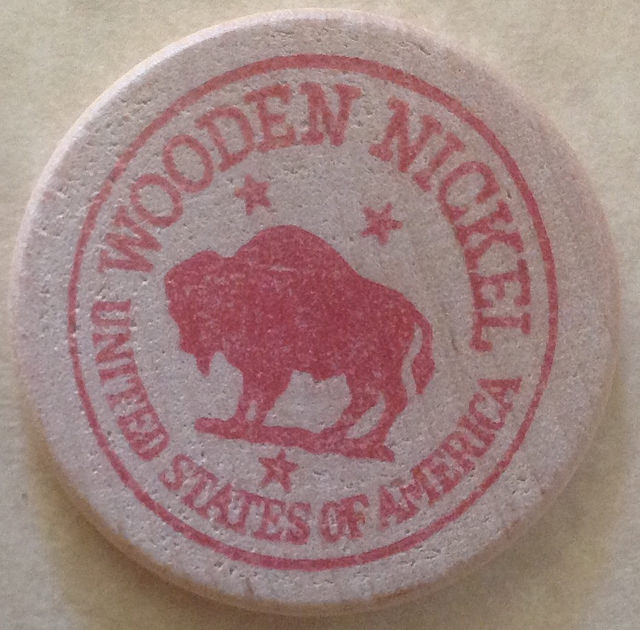 WOODEN NICKEL
UNITED STATES OF AMERICA